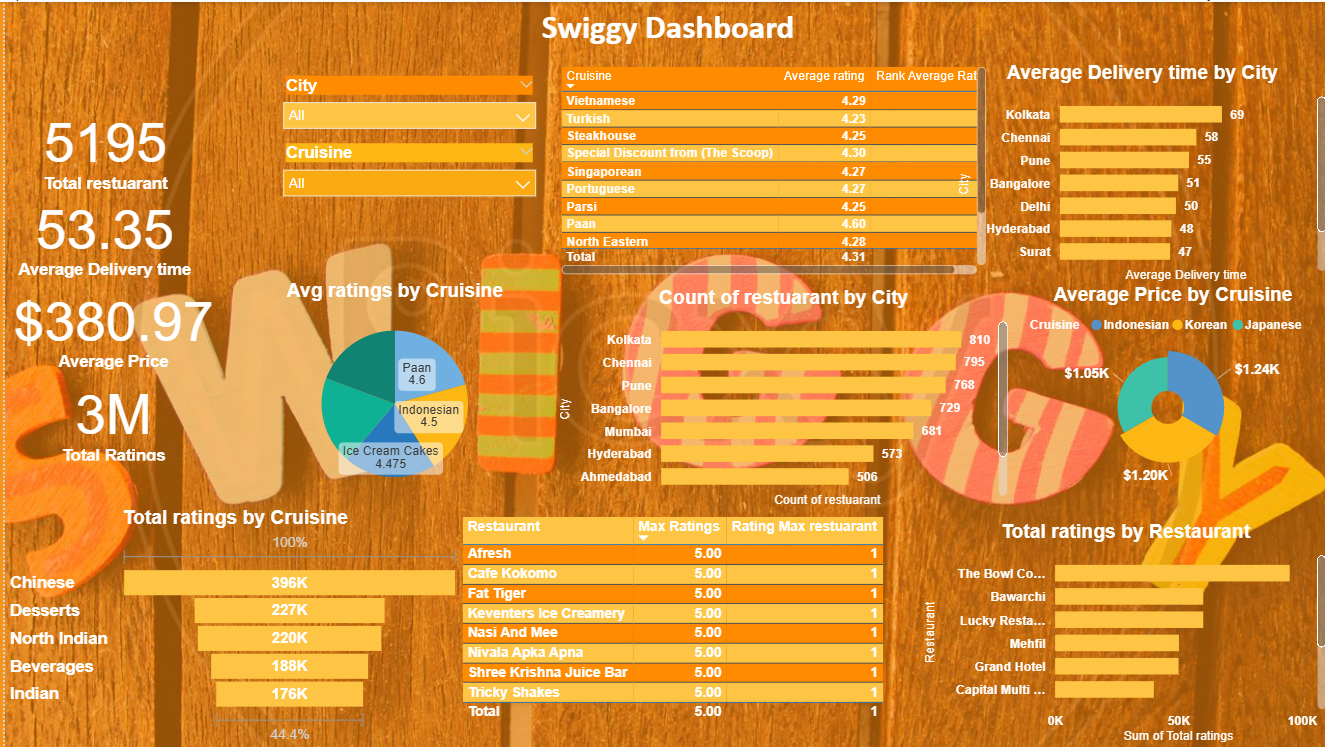 Swiggy Dashboard
5195
Total restuarant
53.35
Average Delivery time
$380.97
Average Price
3M
Total Ratings
City
All
Cruisine
All
Cruisine Average rating Rank Average Rat
Vietnamese 4.29
Turkish 4.23
Steakhouse 4.25
Special Discount from (The Scoop) 4.30
Singaporean 4.27
Portuguese 4.27
Parsi 4.25
Paan 4.60
North Eastern 4.28
Total 4.31
Average Delivery time by City
City
Kolkata 69
Chennai 58
Pune 55
Bangalore 51
Delhi 50
Hyderabad 48
Surat 47
Average Delivery time
Avg ratings by Cruisine
Paan
4.6
Indonesian
4.5
Ice Cream Cakes
4.475
Count of restuarant by City
City
Kolkata 810
Chennai 795
Pune 768
Bangalore 729
Mumbai 681
Hyderabad 573
Ahmedabad 506
Count of restuarant
Average Price by Cruisine
Cruisine Indonesian Korean Japanese
$1.05K
$1.24K
$1.20K
Total ratings by Cruisine
100%
Chinese 396K
Desserts 227K
North Indian 220K
Beverages 188K
Indian 176K
44.4%
Restaurant Max Ratings Rating Max restuarant
Afresh 5.00 1
Cafe Kokomo 5.00 1
Fat Tiger 5.00 1
Keventers Ice Creamery 5.00 1
Nasi And Mee 5.00 1
Nivala Apka Apna 5.00 1
Shree Krishna Juice Bar 5.00 1
Tricky Shakes 5.00 1
Total 5.00 1
Total ratings by Restaurant
Restaurant
The Bowl Co...
Bawarchi
Lucky Resta...
Mehfil
Grand Hotel
Capital Multi ...
0K 50K 100K
Sum of Total ratings
SWIGGY